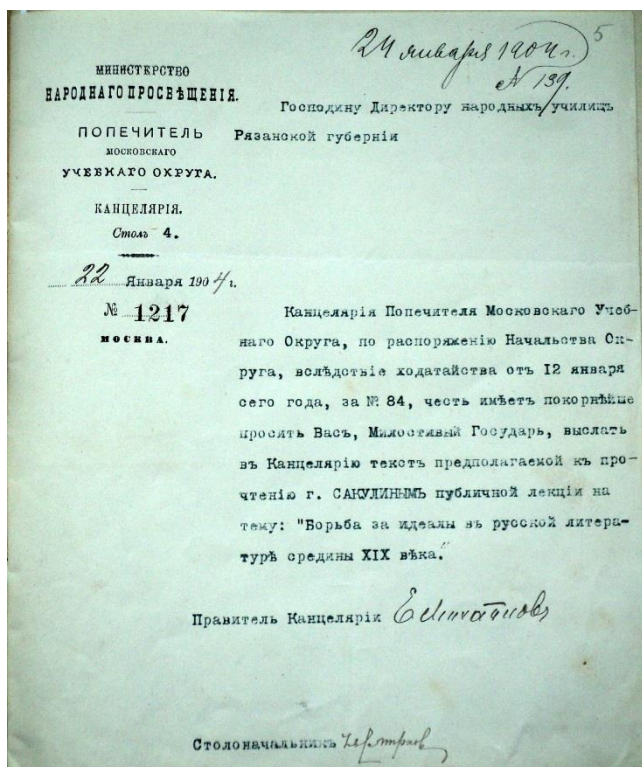 5
24 января 1904 г.
№ 139.
МИНИСТЕРСТВО
НАРОДНАГО ПРОСВѢЩЕНІЯ.
ПОПЕЧИТЕЛЬ
МОСКОВСКАГО
УЧЕБНАГО ОКРУГА.
КАНЦЕЛЯРІЯ.
Столъ 4.
22 Января 1904 г.
№ 1217
МОСКВА.
Господину Директору народныхъ училищъ
Рязанской губерніи
Канцелярія Попечителя Московскаго Учеб-
наго Округа, по распоряженію Начальства Ок-
руга, вслѣдствіе ходатайства отъ 12 января
сего года, за № 84, честь имѣетъ покорнѣйше
просить Васъ, Милостивый Государь, выслать
въ Канцелярію текстъ предполагаемой къ про-
чтенію г. САКУЛИНЫМЪ публичной лекціи на
тему: "Борьба за идеалы въ русской литера-
турѣ средины XIX вѣка."
Правитель Канцеляріи
Столоначальникъ